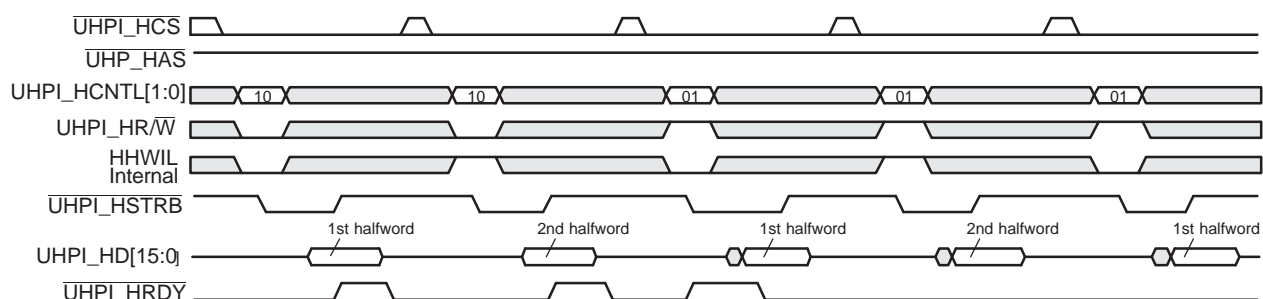 UHPI_HCS
UHP_HAS
UHPI_HCNTL[1:0] 10 10 01 01 01
UHPI_HR/W
HHWIL
Internal
UHPI_HSTRB
1st halfword 2nd halfword 1st halfword 2nd halfword 1st halfword
UHPI_HD[15:0]
UHPI_HRDY